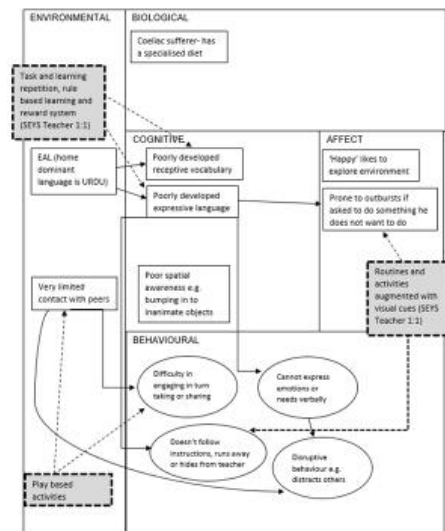 ENVIRONMENTAL
BIOLOGICAL
Coeliac sufferer- has
a specialised diet
Task and learning
repetition, rule
based learning and
reward system
(SEYS Teacher 1:1)
COGNITIVE
AFFECT
EAL (home
dominant
language is URDU)
Poorly developed
receptive vocabulary
Poorly developed
expressive language
'Happy' likes to
explore environment
Prone to outbursts if
asked to do something he
does not want to do
Very limited
contact with peers
Poor spatial
awareness e.g.
bumping in to
inanimate objects
Routines and
activities
augmented with
visual cues (SEYS
Teacher 1:1)
BEHAVIOURAL
Difficulty in
engaging in turn
taking or sharing
Cannot express
emotions or
needs verbally
Doesn't follow
instructions, runs away
or hides from teacher
Disruptive
behaviour e.g.
distracts others
Play based
activities